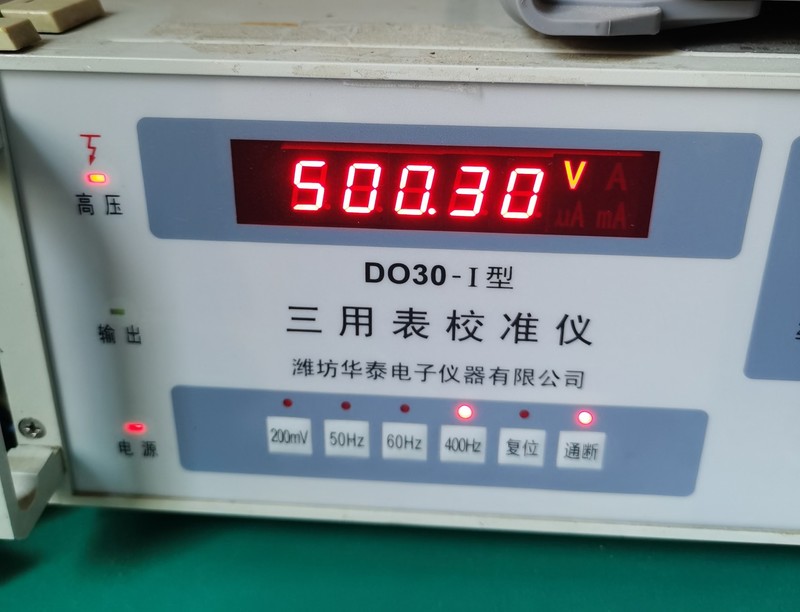 高压
500.30 V A
μA mA
DO30-I型
三用表校准仪
输出
潍坊华泰电子仪器有限公司
电源
200mV 50Hz 60Hz 400Hz 复位 通断